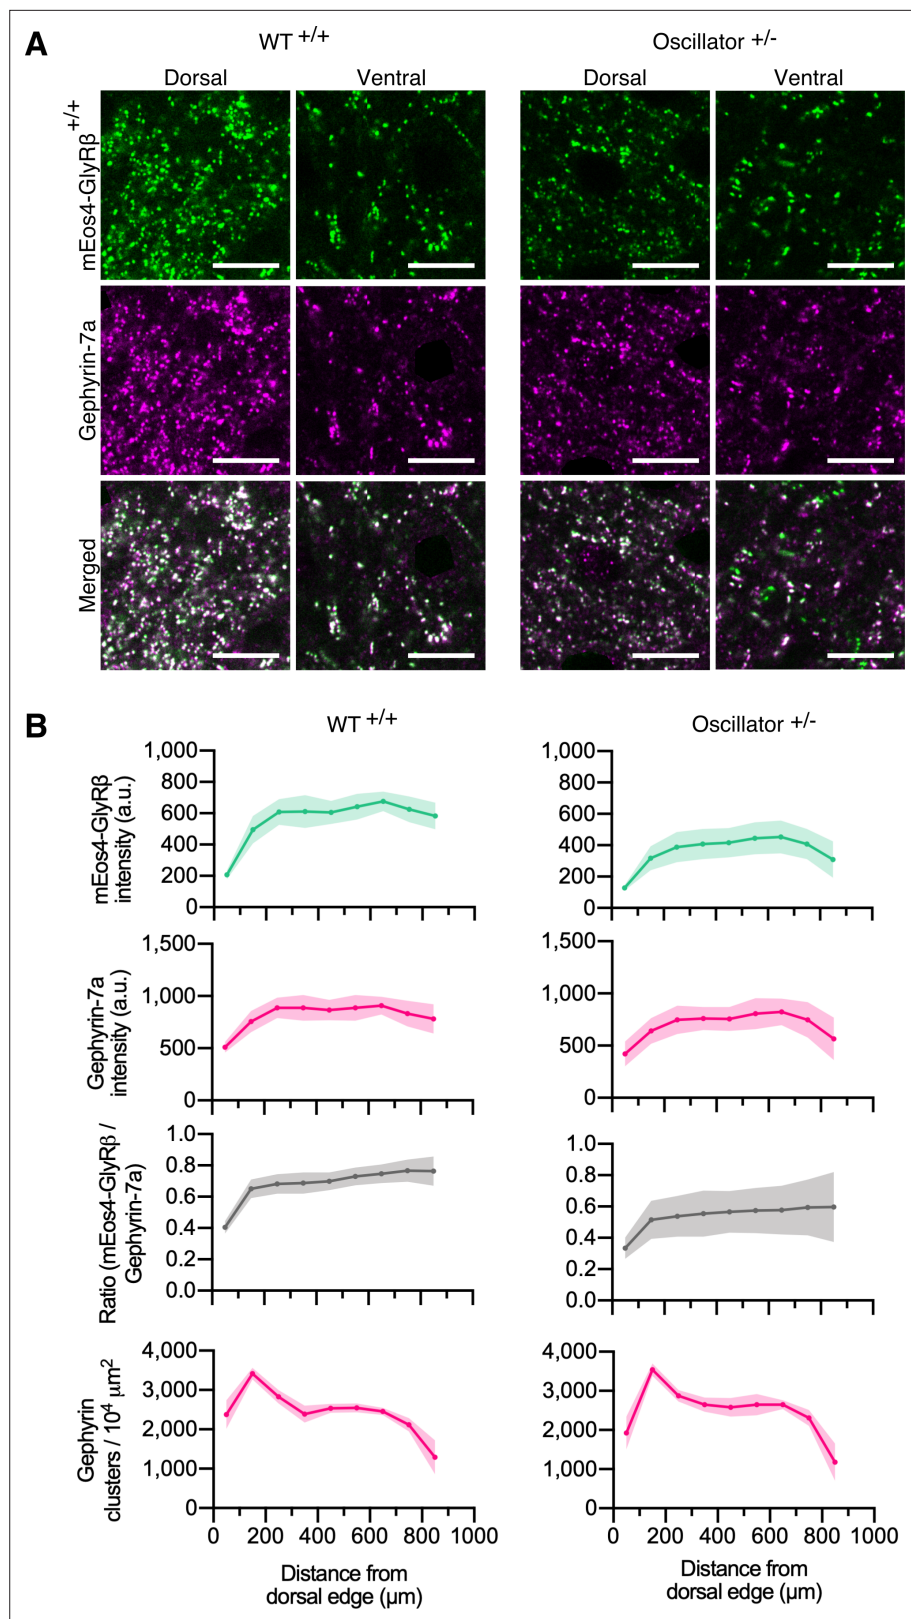 A
WT +/+
Oscillator +/-
Dorsal
Ventral
Dorsal
Ventral
mEos4-GlyRβ+/+
Gephyrin-7a
Merged
B
WT +/+
Oscillator +/-
mEos4-GlyRβ
intensity (a.u.)
1,000
800
600
400
200
0
1,000
800
600
400
200
0
Gephyrin-7a
intensity (a.u.)
1,500
1,000
500
0
1,500
1,000
500
0
Ratio (mEos4-GlyRβ /
Gephyrin-7a)
1.0
0.8
0.6
0.4
0.2
0.0
1.0
0.8
0.6
0.4
0.2
0.0
Gephyrin
clusters / 10⁴ µm²
4,000
3,000
2,000
1,000
0
4,000
3,000
2,000
1,000
0
0 200 400 600 800 1000
0 200 400 600 800 1000
Distance from
dorsal edge (µm)
Distance from
dorsal edge (µm)